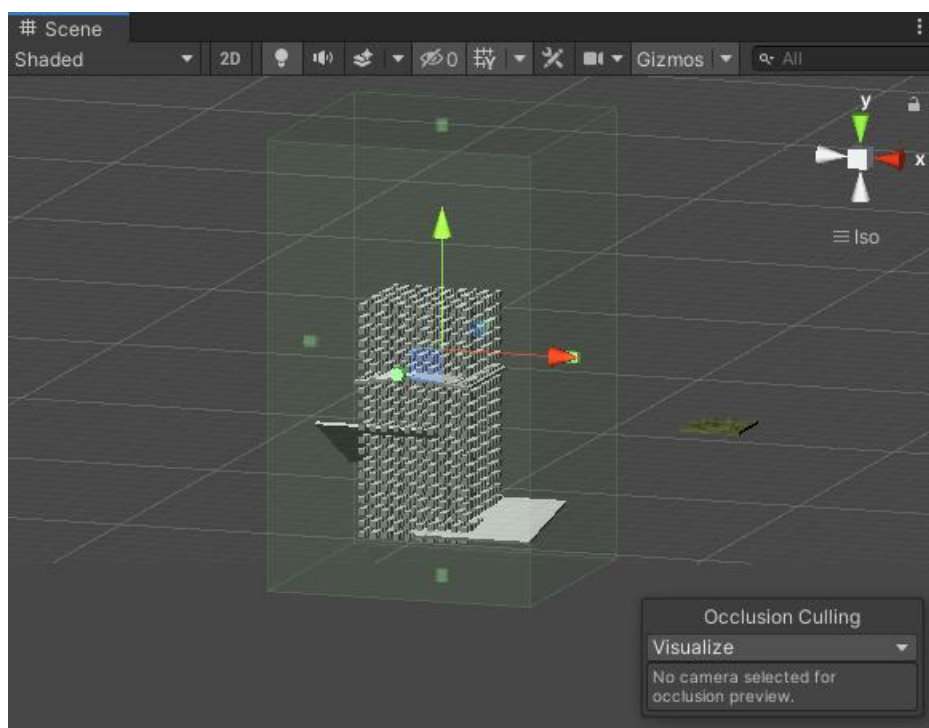 Scene
Shaded
2D
0
Gizmos
All
y
x
Iso
Occlusion Culling
Visualize
No camera selected for
occlusion preview.